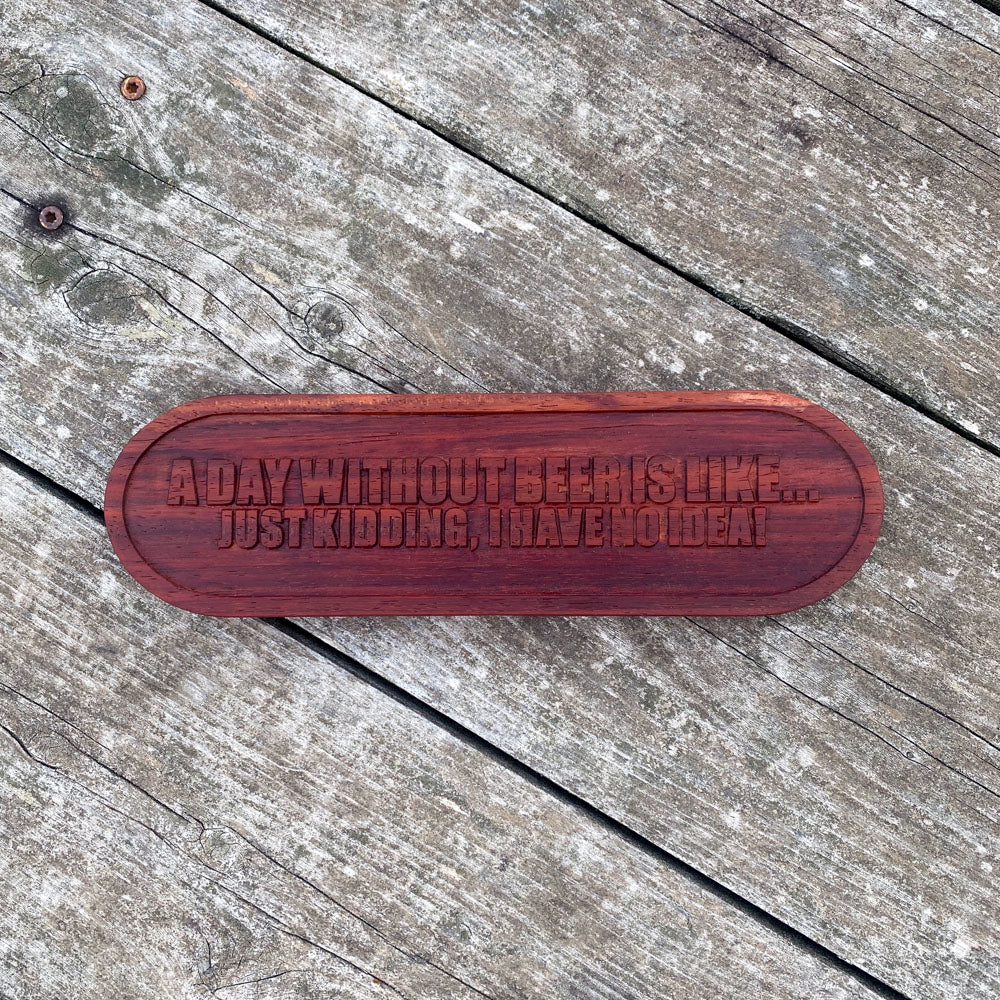 A DAY WITHOUT BEER IS LIKE...
JUST KIDDING, I HAVE NO IDEA!